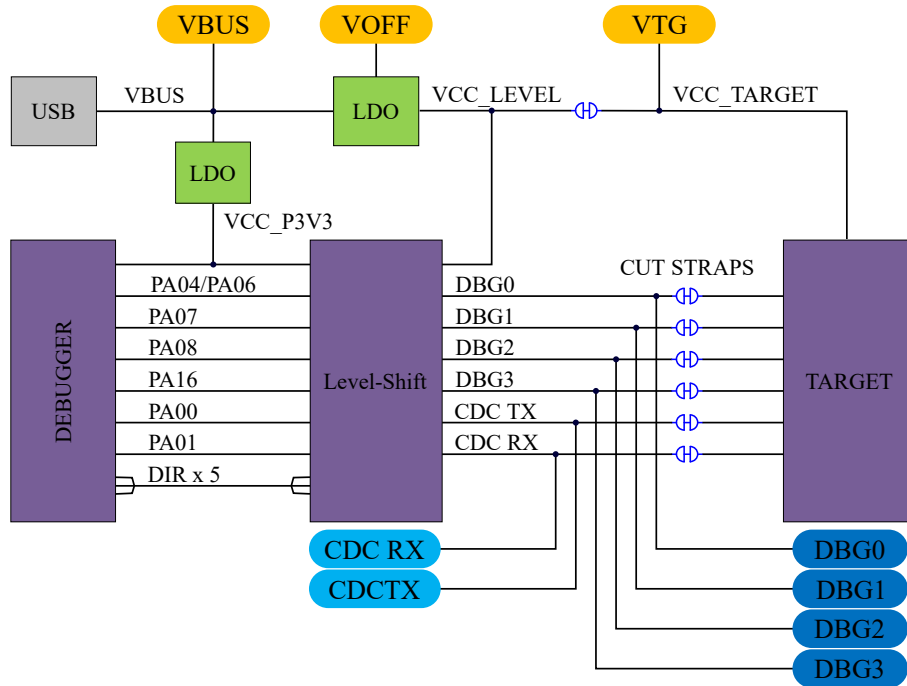 VBUS
VOFF
VTG
USB
VBUS
LDO
VCC_LEVEL
VCC_TARGET
LDO
VCC_P3V3
DEBUGGER
PA04/PA06
PA07
PA08
PA16
PA00
PA01
DIR x 5
Level-Shift
DBG0
DBG1
DBG2
DBG3
CDC TX
CDC RX
CUT STRAPS
TARGET
CDC RX
CDCTX
DBG0
DBG1
DBG2
DBG3